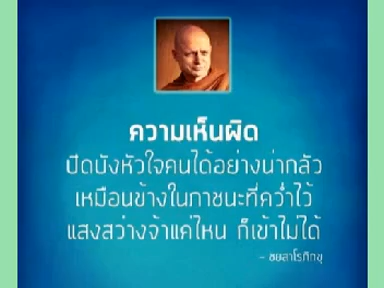 ความเห็นผิด
ปิดบังหัวใจคนได้อย่างน่ากลัว
เหมือนข้างในภาชนะที่คว่ำไว้
แสงสว่างจ้าแค่ไหน ก็เข้าไม่ได้
- ชยสาโรภิกขุ